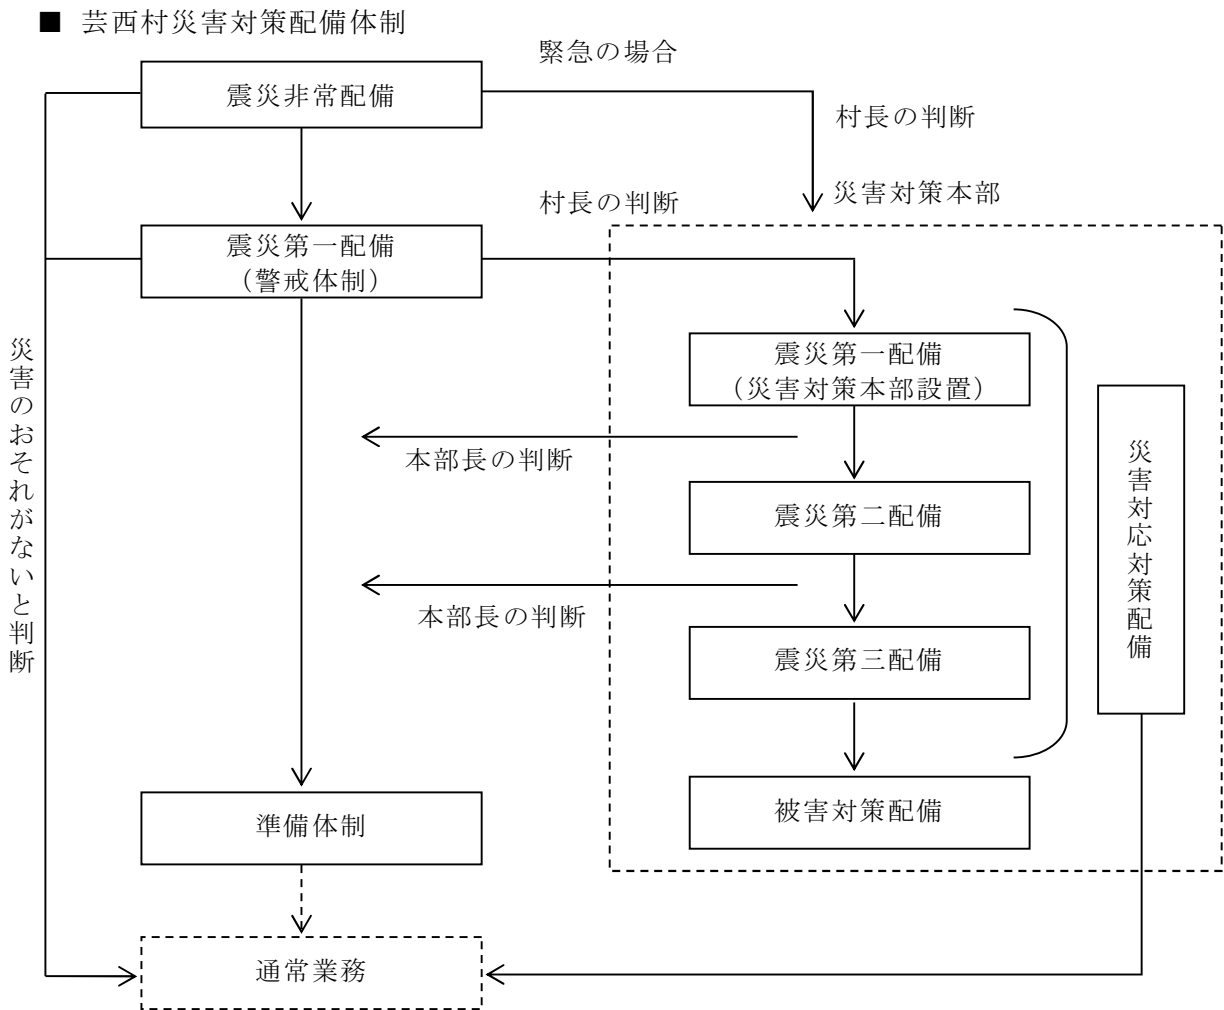 ■ 芸西村災害対策配備体制
緊急の場合
震災非常配備
村長の判断
災害対策本部
村長の判断
震災第一配備
（警戒体制）
震災第一配備
（災害対策本部設置）
本部長の判断
震災第二配備
本部長の判断
震災第三配備
災害対応対策配備
災害のおそれがないと判断
被害対策配備
準備体制
通常業務